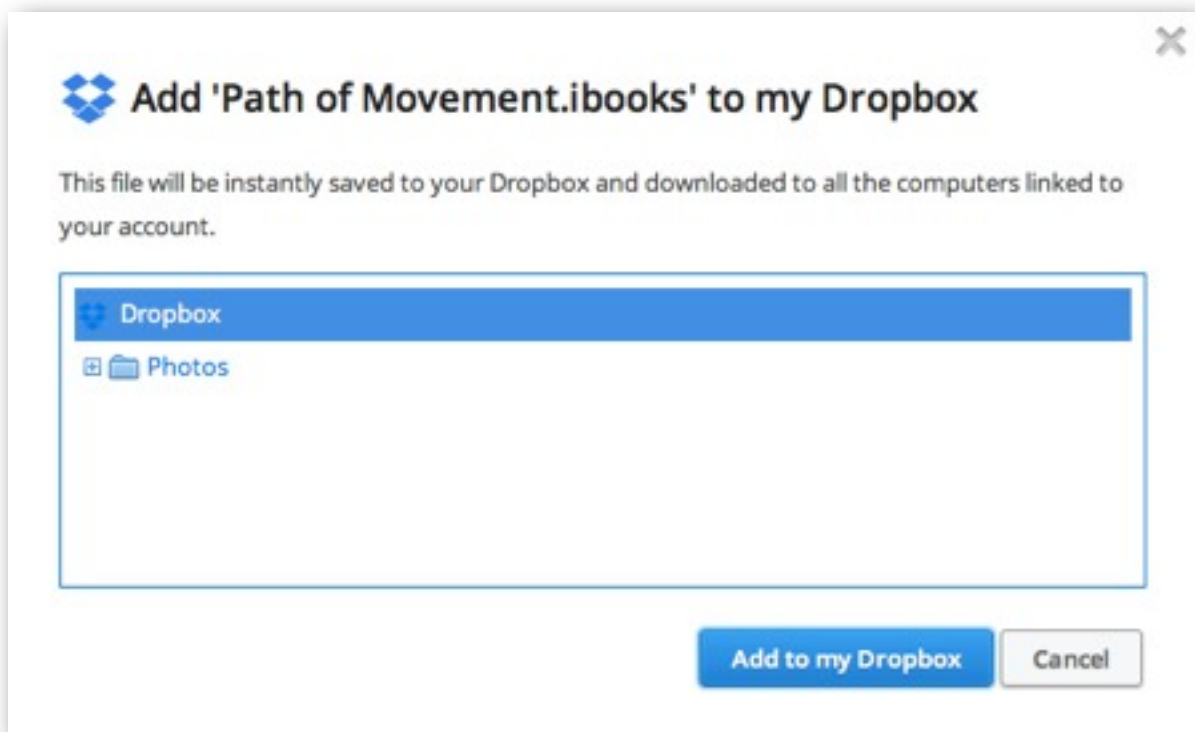 Add 'Path of Movement.ibooks' to my Dropbox
This file will be instantly saved to your Dropbox and downloaded to all the computers linked to
your account.
Dropbox
Photos
Add to my Dropbox
Cancel